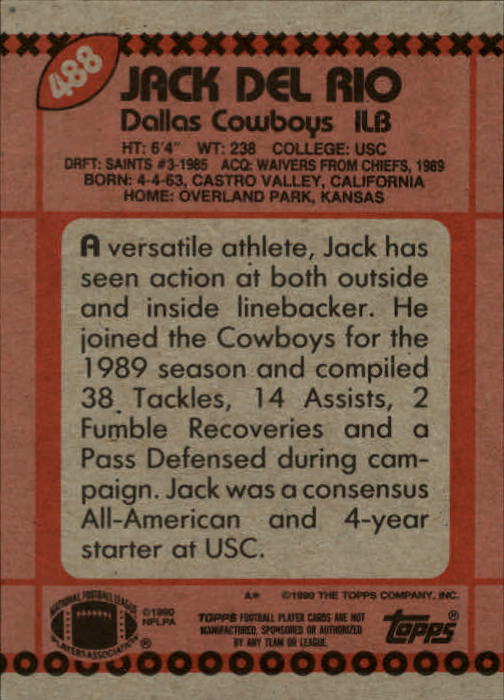 488
JACK DEL RIO
Dallas Cowboys ILB
HT: 6'4" WT: 238 COLLEGE: USC
DRFT: SAINTS #3-1985 ACQ: WAIVERS FROM CHIEFS, 1989
BORN: 4-4-63, CASTRO VALLEY, CALIFORNIA
HOME: OVERLAND PARK, KANSAS
A versatile athlete, Jack has
seen action at both outside
and inside linebacker. He
joined the Cowboys for the
1989 season and compiled
38 Tackles, 14 Assists, 2
Fumble Recoveries and a
Pass Defensed during cam-
paign. Jack was a consensus
All-American and 4-year
starter at USC.
A* ©1990 THE TOPPS COMPANY, INC.
NATIONAL FOOTBALL LEAGUE
PLAYERS ASSOCIATION
®
©1990
NFLPA
TOPPS FOOTBALL PLAYER CARDS ARE NOT
MANUFACTURED, SPONSORED OR AUTHORIZED
BY ANY TEAM OR LEAGUE.
topps®